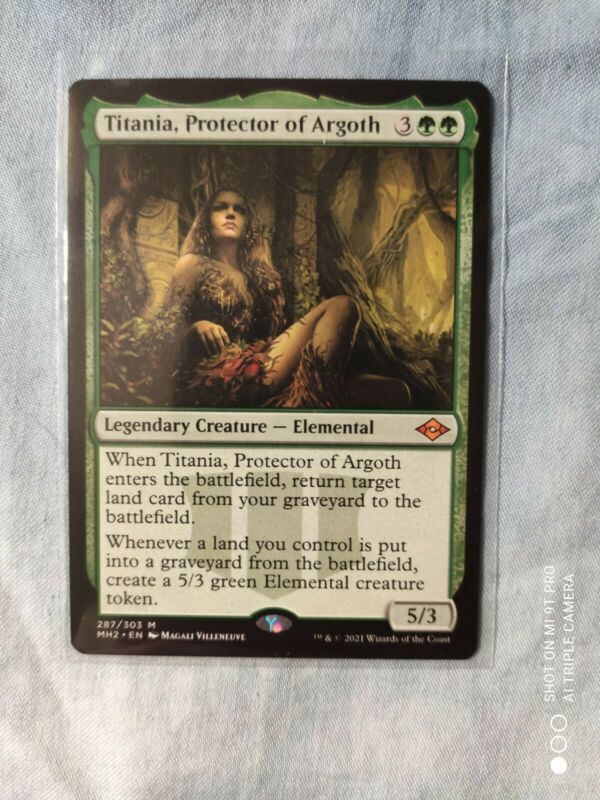 Titania, Protector of Argoth 3
Legendary Creature — Elemental
When Titania, Protector of Argoth
enters the battlefield, return target
land card from your graveyard to the
battlefield.
Whenever a land you control is put
into a graveyard from the battlefield,
create a 5/3 green Elemental creature
token.
5/3
287/303 M
MH2 • EN Magali Villeneuve
™ & © 2021 Wizards of the Coast
SHOT ON MI 9T PRO
AI TRIPLE CAMERA